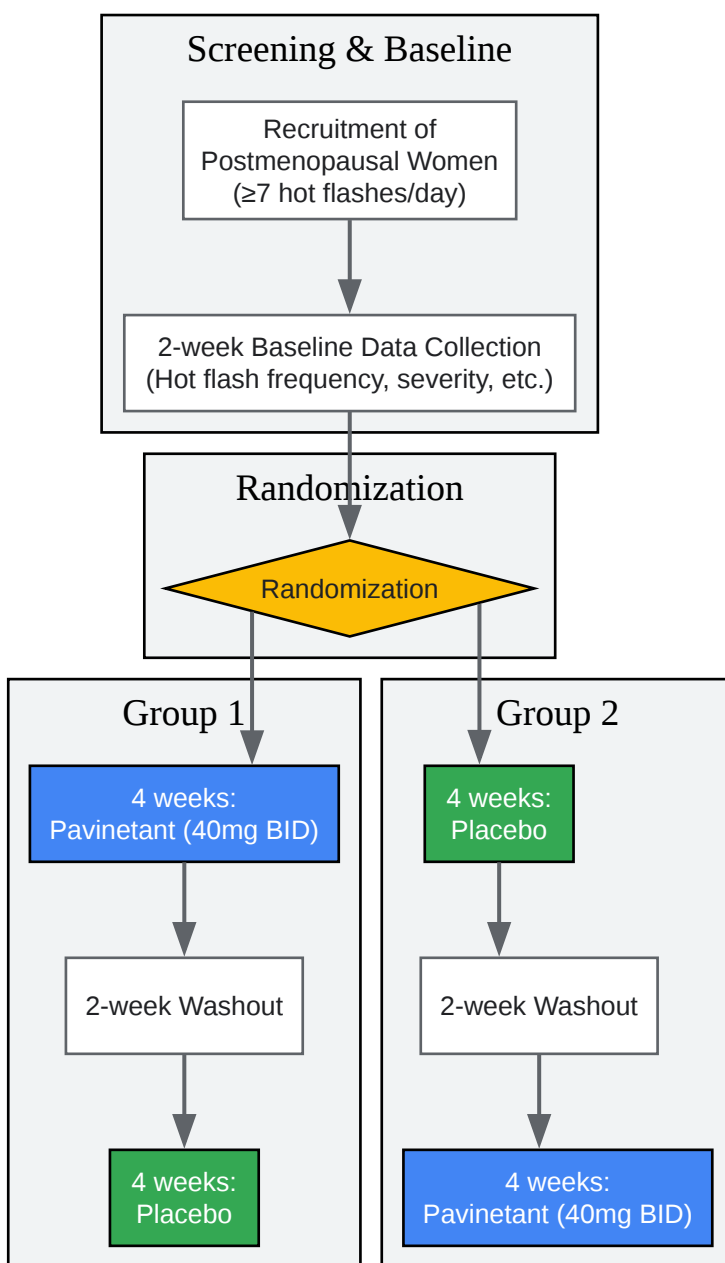 Screening & Baseline
Recruitment of
Postmenopausal Women
(≥7 hot flashes/day)
2-week Baseline Data Collection
(Hot flash frequency, severity, etc.)
Randomization
Randomization
Group 1
4 weeks:
Pavinetant (40mg BID)
2-week Washout
4 weeks:
Placebo
Group 2
4 weeks:
Placebo
2-week Washout
4 weeks:
Pavinetant (40mg BID)